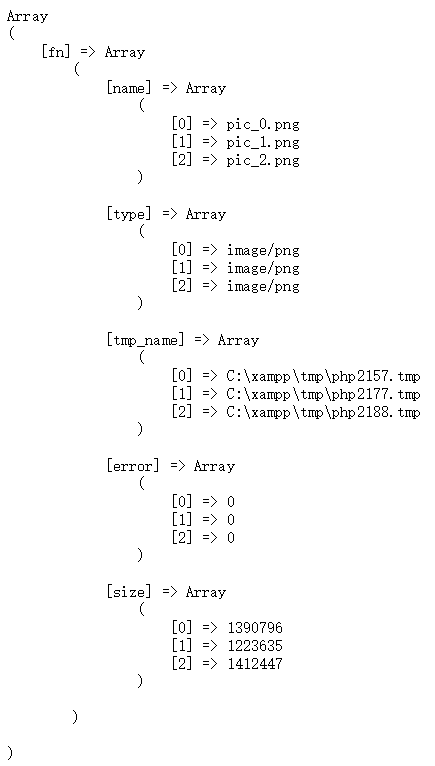 Array
(
    [fn] => Array
        (
            [name] => Array
                (
                    [0] => pic_0.png
                    [1] => pic_1.png
                    [2] => pic_2.png
                )

            [type] => Array
                (
                    [0] => image/png
                    [1] => image/png
                    [2] => image/png
                )

            [tmp_name] => Array
                (
                    [0] => C:\xampp\tmp\php2157.tmp
                    [1] => C:\xampp\tmp\php2177.tmp
                    [2] => C:\xampp\tmp\php2188.tmp
                )

            [error] => Array
                (
                    [0] => 0
                    [1] => 0
                    [2] => 0
                )

            [size] => Array
                (
                    [0] => 1390796
                    [1] => 1223635
                    [2] => 1412447
                )

        )

)